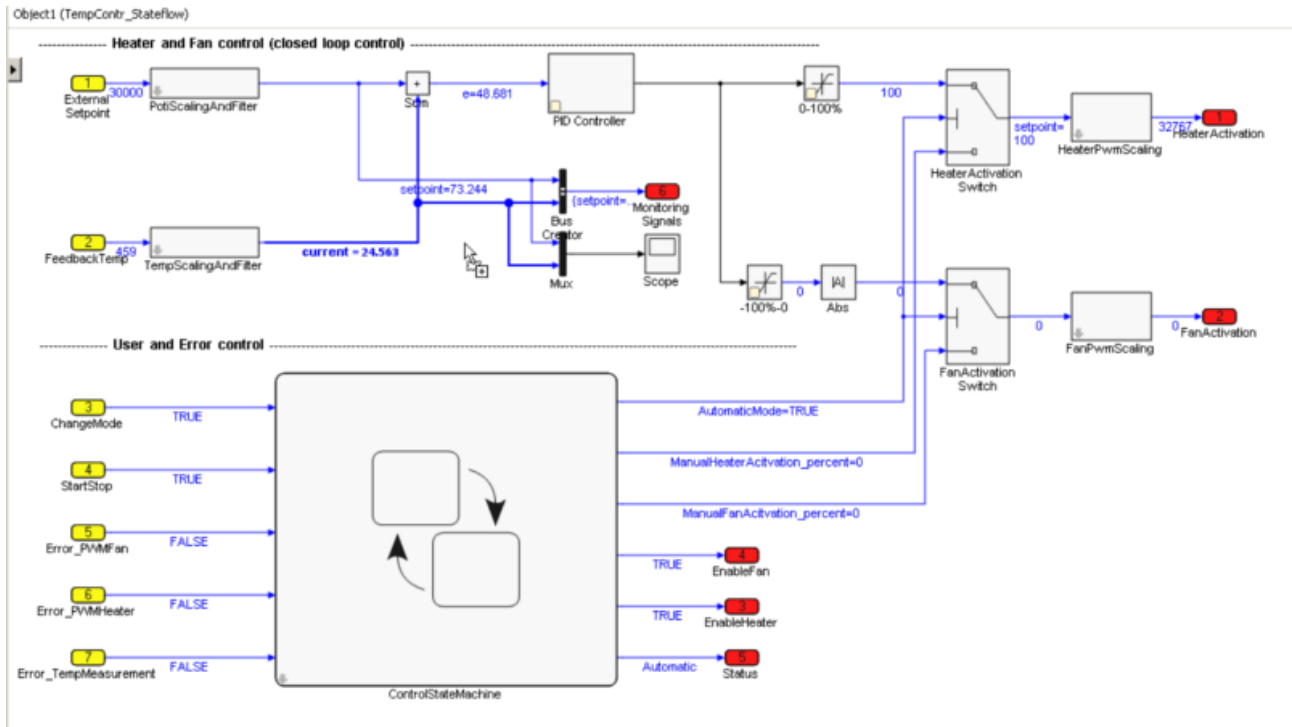 Object1 (TempContr_Stateflow)
Heater and Fan control (closed loop control)
1
External
Setpoint
30000
PotiScalingAndFilter
+
Sum
e=48.681
PID Controller
0-100%
100
HeaterActivation
Switch
setpoint=
100
HeaterPwmScaling
32767
1
HeaterActivation
setpoint=73.244
Bus
Creator
{setpoint=..
6
Monitoring
Signals
2
FeedbackTemp
459
TempScalingAndFilter
current = 24.563
Mux
Scope
-100%-0
0
|A|
Abs
0
FanActivation
Switch
0
FanPwmScaling
0
2
FanActivation
User and Error control
3
ChangeMode
TRUE
AutomaticMode=TRUE
4
StartStop
TRUE
ManualHeaterAcitvation_percent=0
ManualFanAcitvation_percent=0
5
Error_PWMFan
FALSE
TRUE
4
EnableFan
6
Error_PWMHeater
FALSE
TRUE
3
EnableHeater
7
Error_TempMeasurement
FALSE
Automatic
5
Status
ControlStateMachine